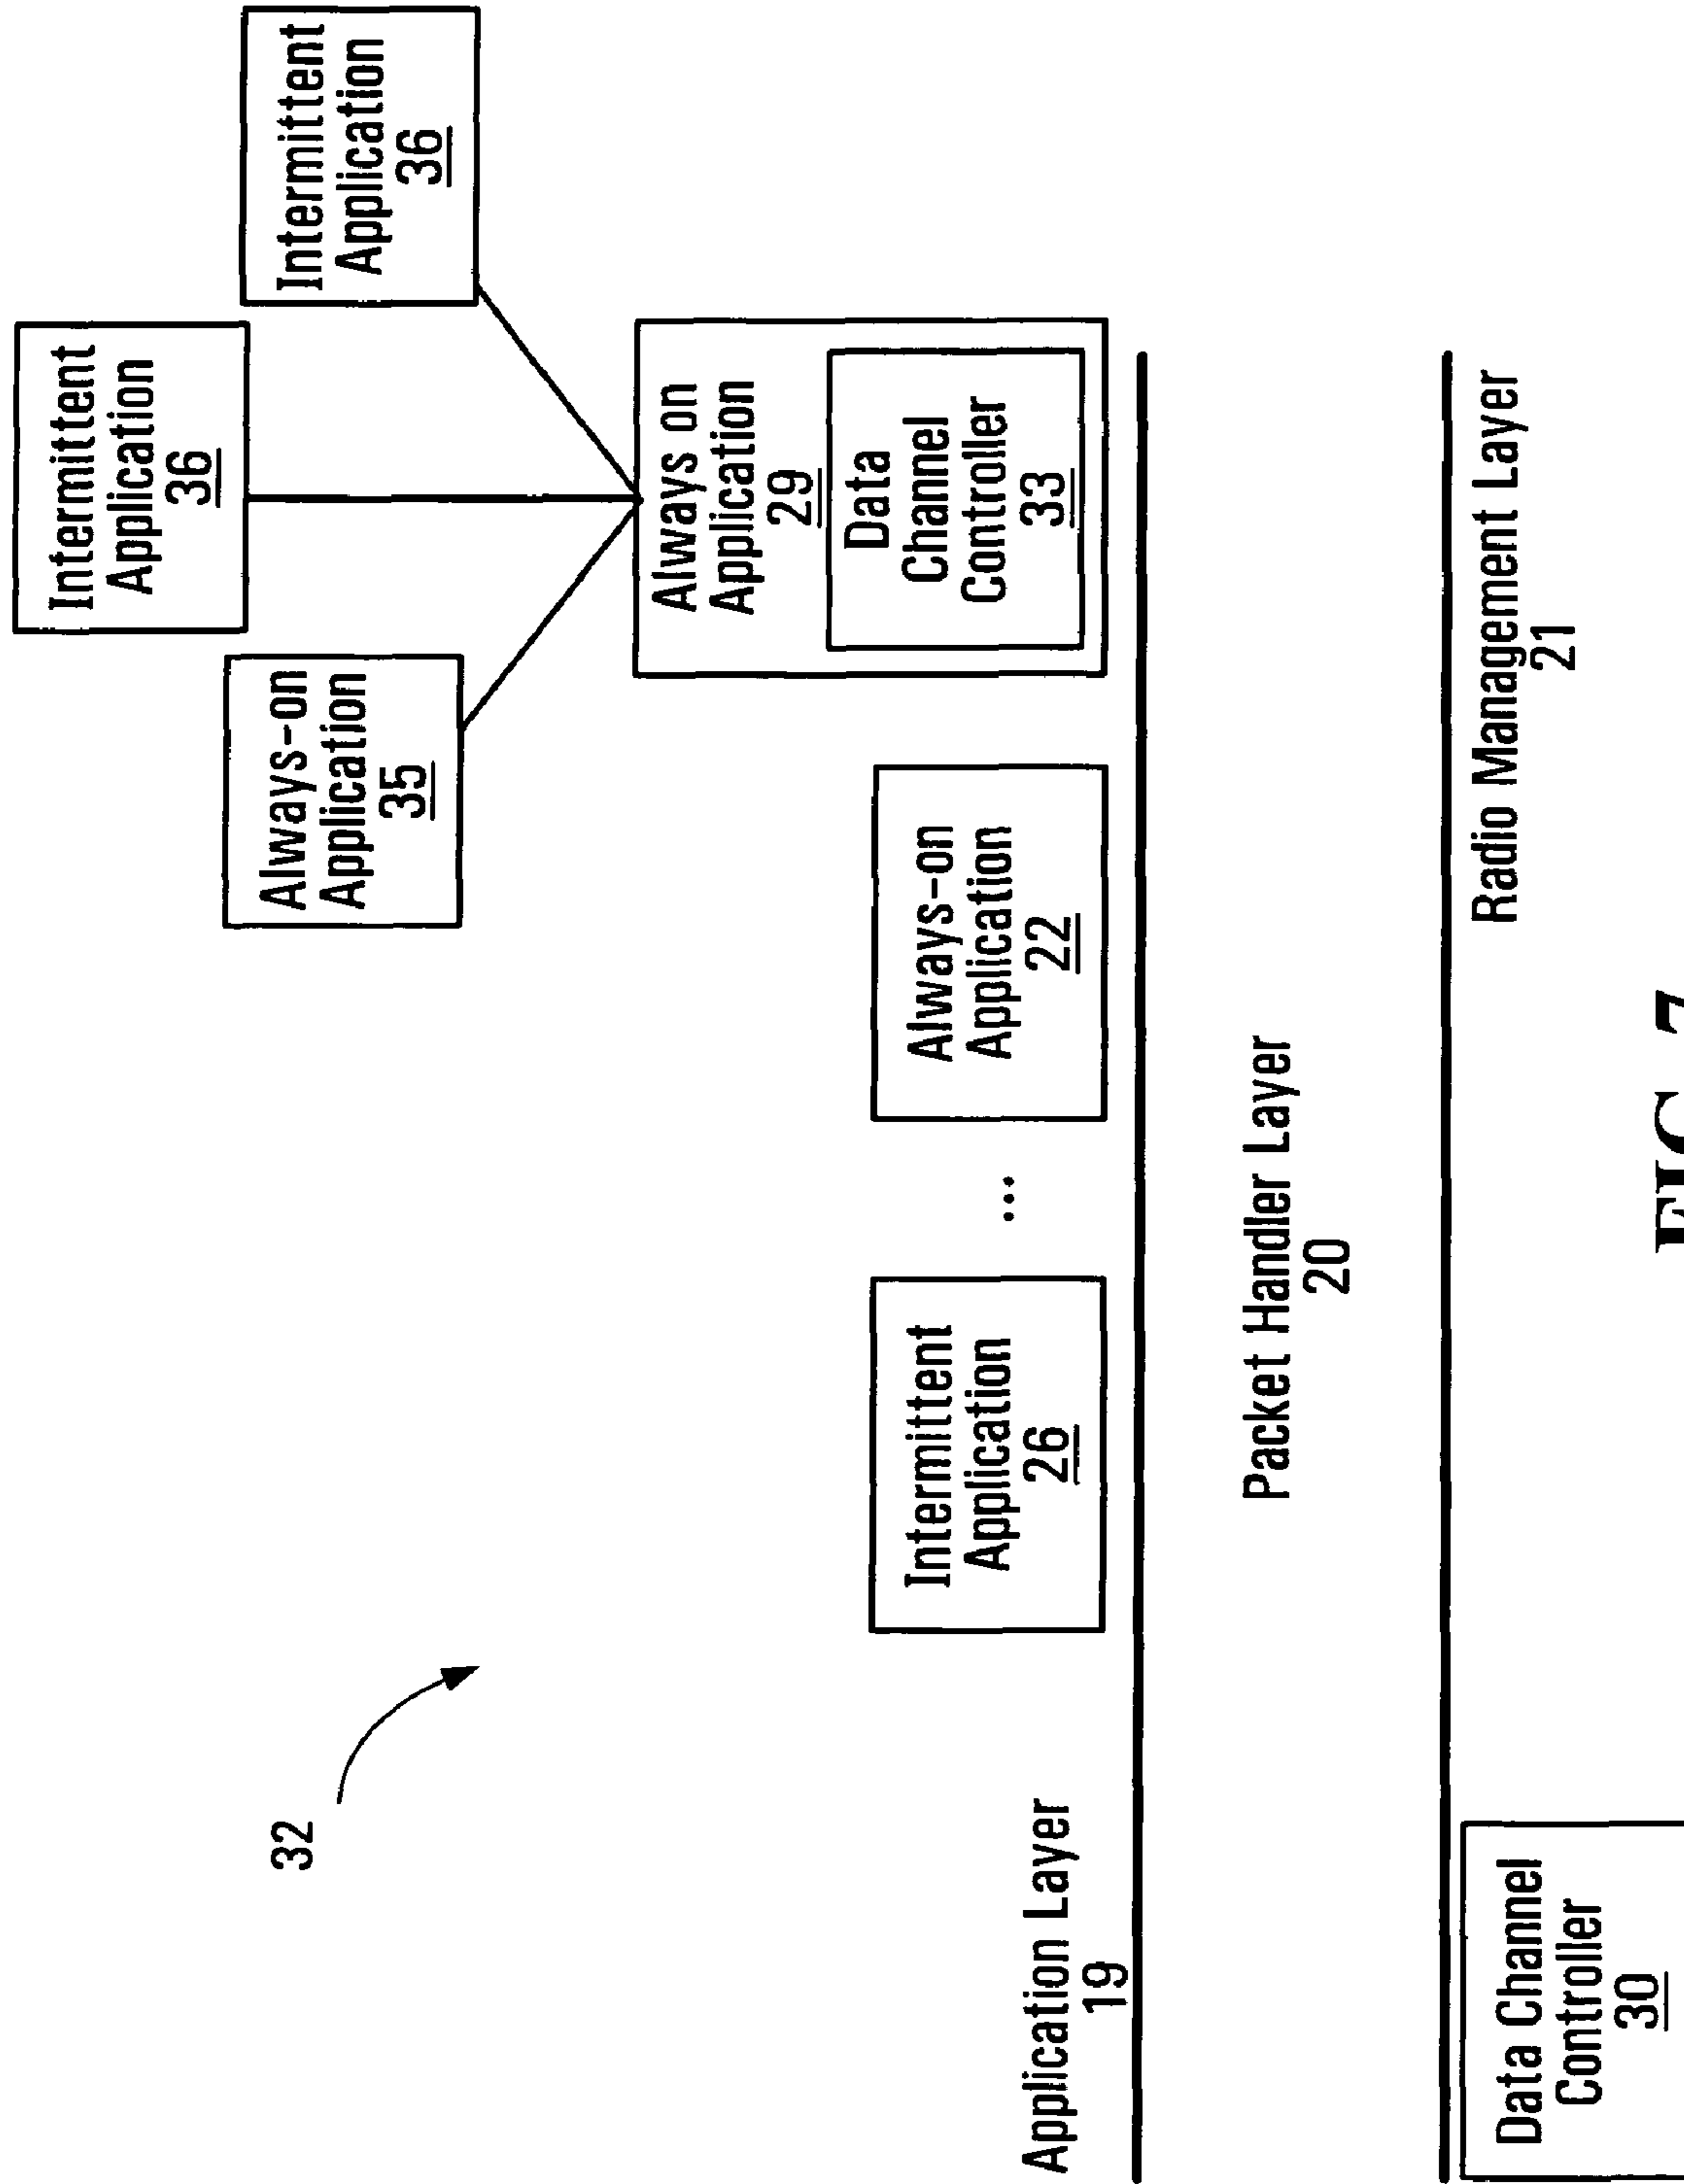 32
Intermittent
Application
36
Intermittent
Application
36
Always-on
Application
35
Always on
Application
29
Data
Channel
Controller
33
Intermittent
Application
26
...
Always-on
Application
22
Application Layer
19
Packet Handler Layer
20
Radio Management Layer
21
Data Channel
Controller
30
FIG. 7